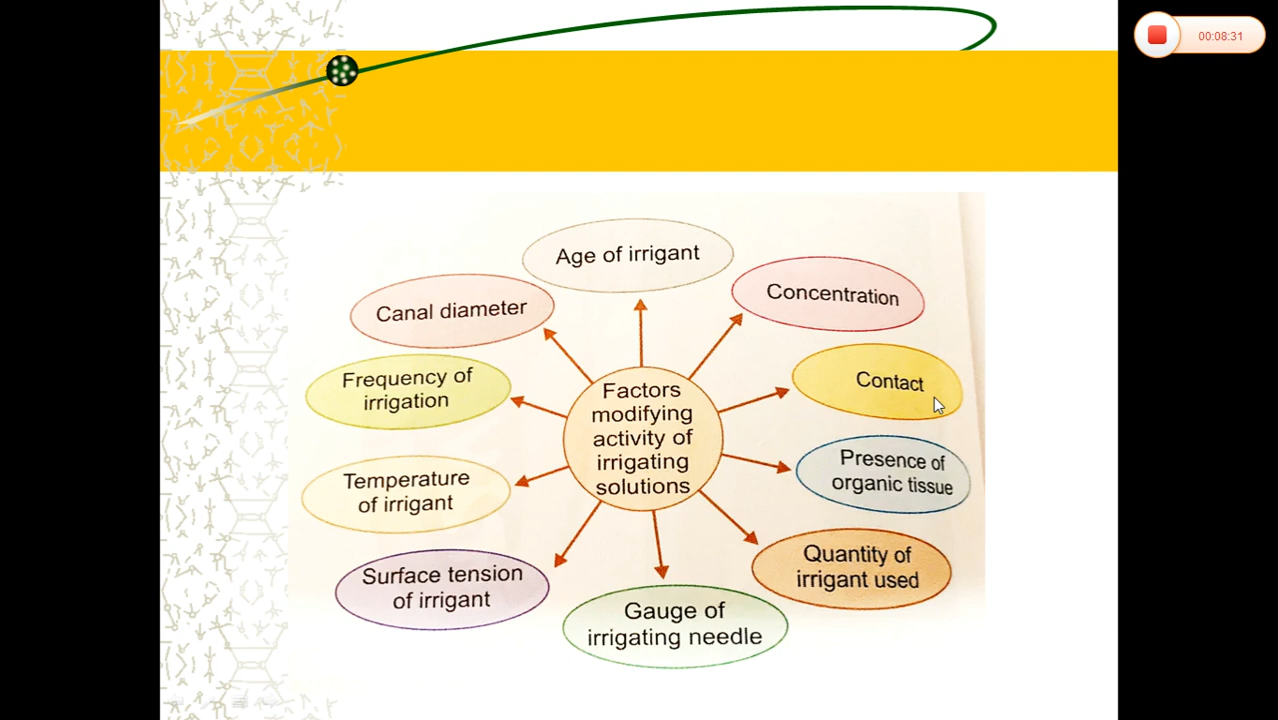 00:08:31
Age of irrigant
Concentration
Canal diameter
Contact
Frequency of
irrigation
Factors
modifying
activity of
irrigating
solutions
Presence of
organic tissue
Temperature
of irrigant
Quantity of
irrigant used
Surface tension
of irrigant
Gauge of
irrigating needle